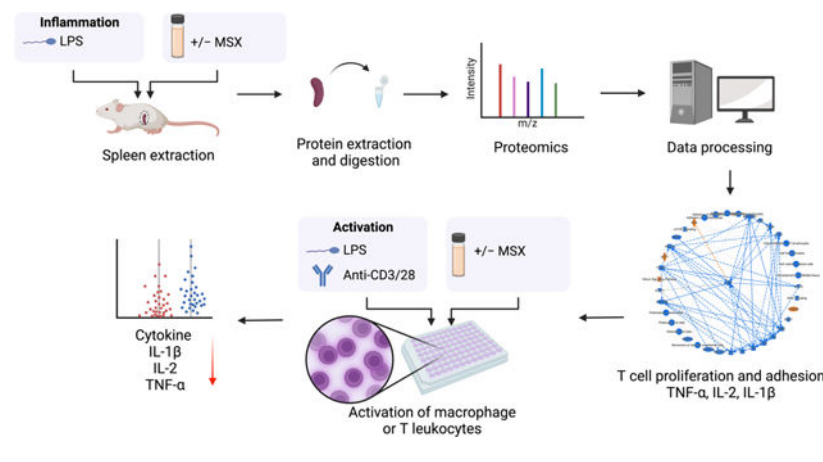 Inflammation
LPS
+/− MSX
Spleen extraction
Protein extraction
and digestion
Intensity
m/z
Proteomics
Data processing
T cell proliferation and adhesion
TNF-α, IL-2, IL-1β
Activation
LPS
Anti-CD3/28
+/− MSX
Activation of macrophage
or T leukocytes
Cytokine
IL-1β
IL-2
TNF-α